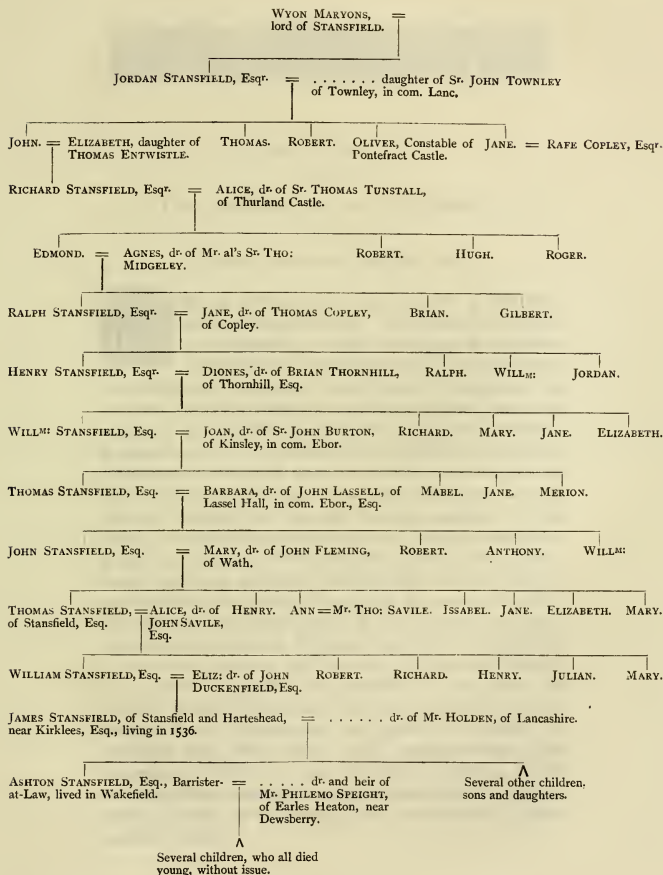 WYON MARYONS, =
lord of STANSFIELD.
JORDAN STANSFIELD, Esqr. = . . . . . . . daughter of Sr. JOHN TOWNLEY
of Townley, in com. Lanc.
JOHN. = ELIZABETH, daughter of THOMAS. ROBERT. OLIVER, Constable of JANE. = RAFE COPLEY, Esqr.
THOMAS ENTWISTLE. Pontefract Castle.
RICHARD STANSFIELD, Esqr. = ALICE, dr. of Sr. THOMAS TUNSTALL,
of Thurland Castle.
EDMOND. = AGNES, dr. of Mr. al's Sr. THO: ROBERT. HUGH. ROGER.
MIDGELEY.
RALPH STANSFIELD, Esqr. = JANE, dr. of THOMAS COPLEY, BRIAN. GILBERT.
of Copley.
HENRY STANSFIELD, Esqr. = DIONES, dr. of BRIAN THORNHILL, RALPH. WILLM: JORDAN.
of Thornhill, Esq.
WILLM: STANSFIELD, Esq. = JOAN, dr. of Sr. JOHN BURTON, RICHARD. MARY. JANE. ELIZABETH.
of Kinsley, in com. Ebor.
THOMAS STANSFIELD, Esq. = BARBARA, dr. of JOHN LASSELL, of MABEL. JANE. MERION.
Lassel Hall, in com. Ebor., Esq.
JOHN STANSFIELD, Esq. = MARY, dr. of JOHN FLEMING, ROBERT. ANTHONY. WILLM:
of Wath.
THOMAS STANSFIELD, = ALICE, dr. of HENRY. ANN = Mr. THO: SAVILE. ISSABEL. JANE. ELIZABETH. MARY.
of Stansfield, Esq. JOHN SAVILE,
Esq.
WILLIAM STANSFIELD, Esq. = ELIZ: dr. of JOHN ROBERT. RICHARD. HENRY. JULIAN. MARY.
DUCKENFIELD, Esq.
JAMES STANSFIELD, of Stansfield and Harteshead, = . . . . . . dr. of Mr. HOLDEN, of Lancashire.
near Kirklees, Esq., living in 1536.
ASHTON STANSFIELD, Esq., Barrister- = . . . . . dr. and heir of Several other children,
at-Law, lived in Wakefield. Mr. PHILEMO SPEIGHT, sons and daughters.
of Earles Heaton, near
Dewsberry.
Several children, who all died
young, without issue.